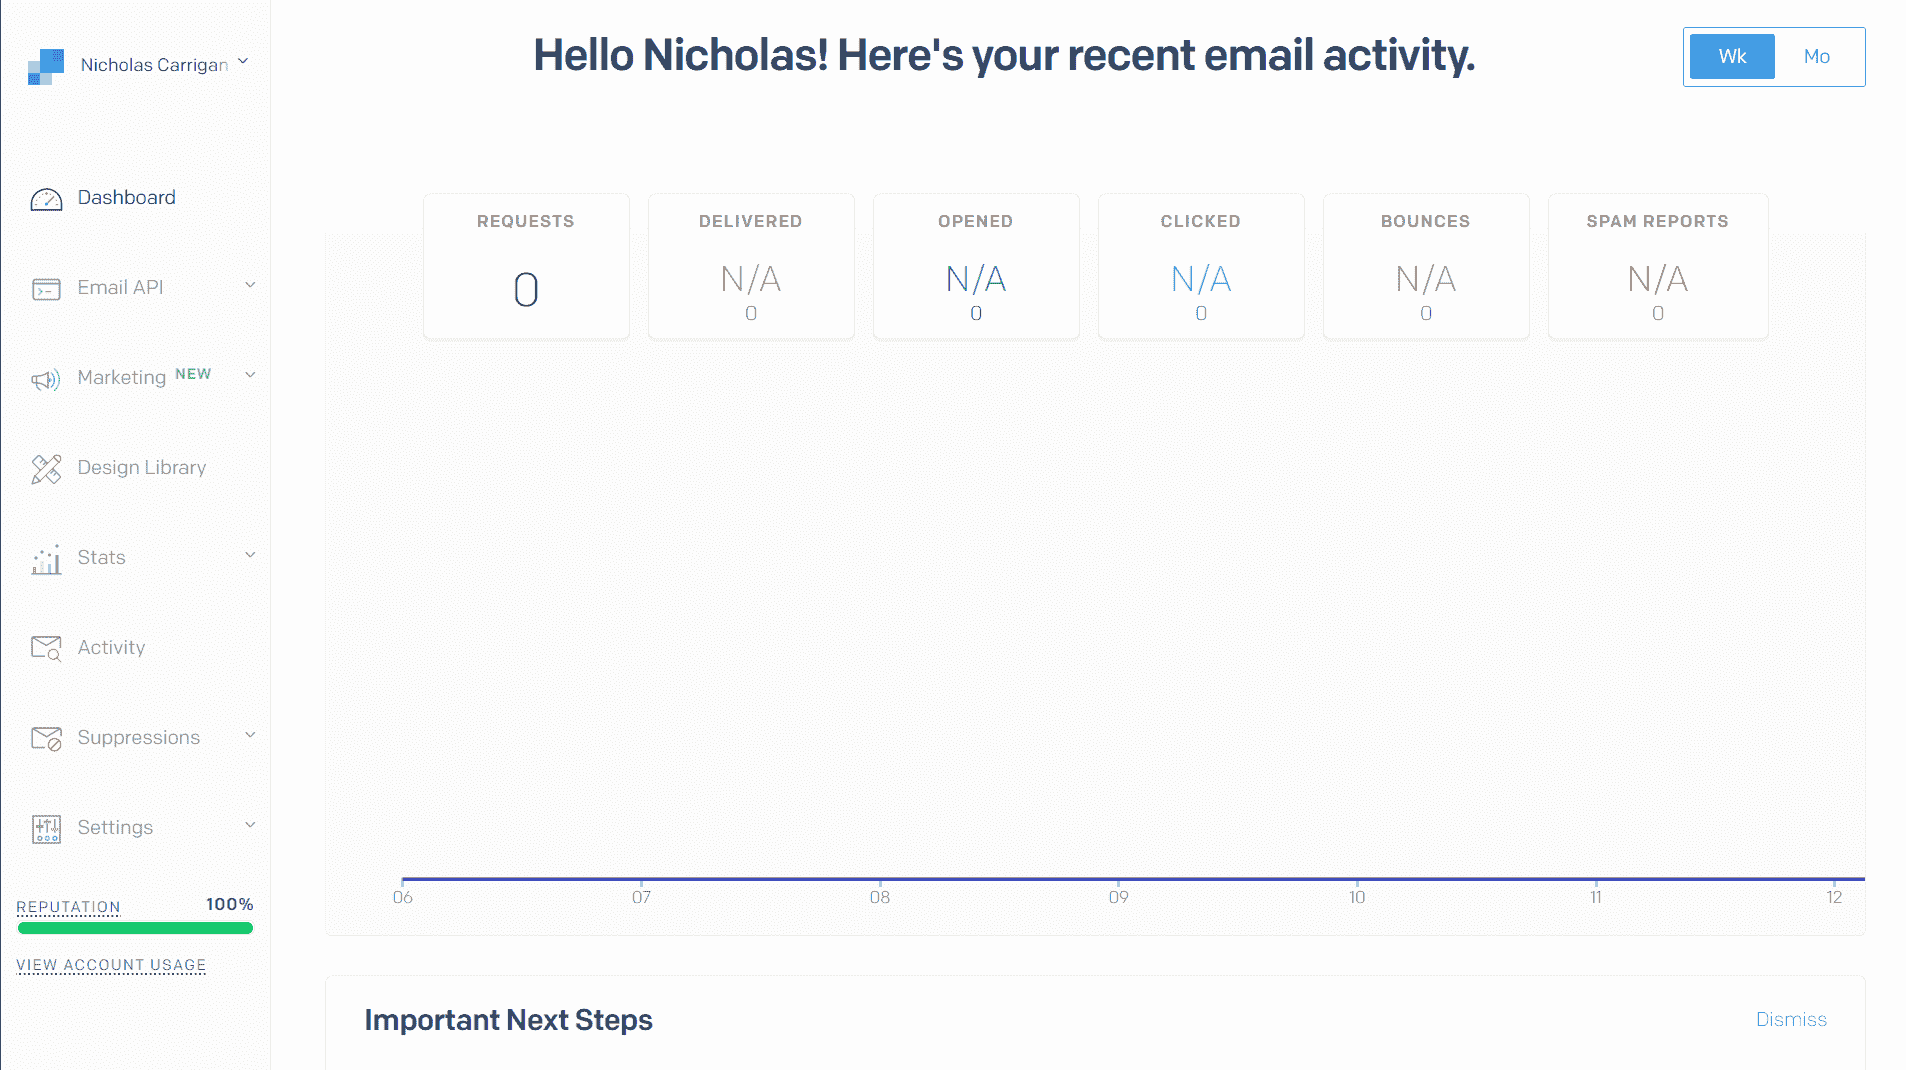 Nicholas Carrigan
Dashboard
Email API
Marketing NEW
Design Library
Stats
Activity
Suppressions
Settings
REPUTATION 100%
VIEW ACCOUNT USAGE
Hello Nicholas! Here's your recent email activity.
Wk Mo
REQUESTS DELIVERED OPENED CLICKED BOUNCES SPAM REPORTS
0 N/A N/A N/A N/A N/A
0 0 0 0 0
06 07 08 09 10 11 12
Important Next Steps Dismiss